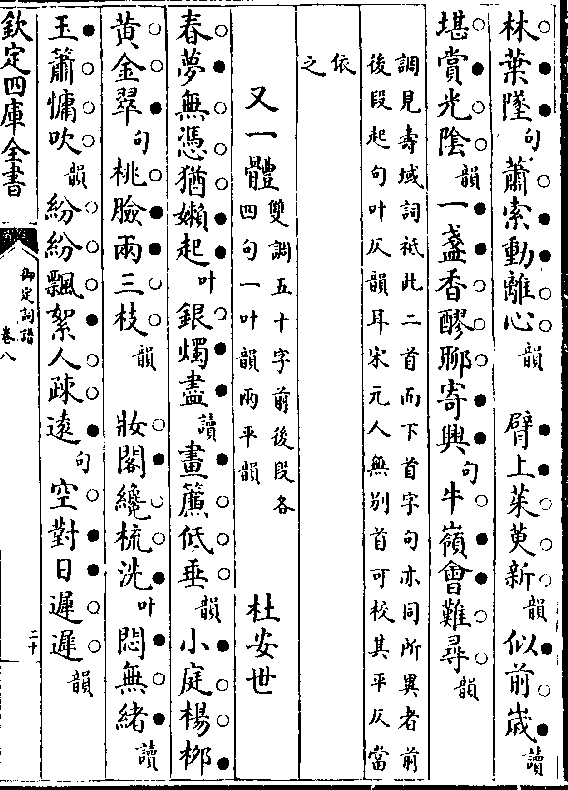 林葉墜句蕭索動離心韻臂上茱萸新韻似前歲讀
堪賞光陰韻一盞香醪聊寄興句牛嶺會難尋韻
調見壽域詞祗此二首而下首字句亦同所異者前
後段起句叶仄韻耳宋元人無別首可校其平仄當
依
之
又一體雙調五十字前後段各
四句一叶韻兩平韻
杜安世
春夢無憑猶嬾起叶銀燭盡讀畫簾低垂韻小庭楊柳
黄金翠句桃臉兩三枝韻妝閣纔梳洗叶悶無緒讀
玉簫慵吹韻紛紛飄絮人疎遠句空對日遲遲韻
欽定四庫全書
御定詞譜
卷八
二十